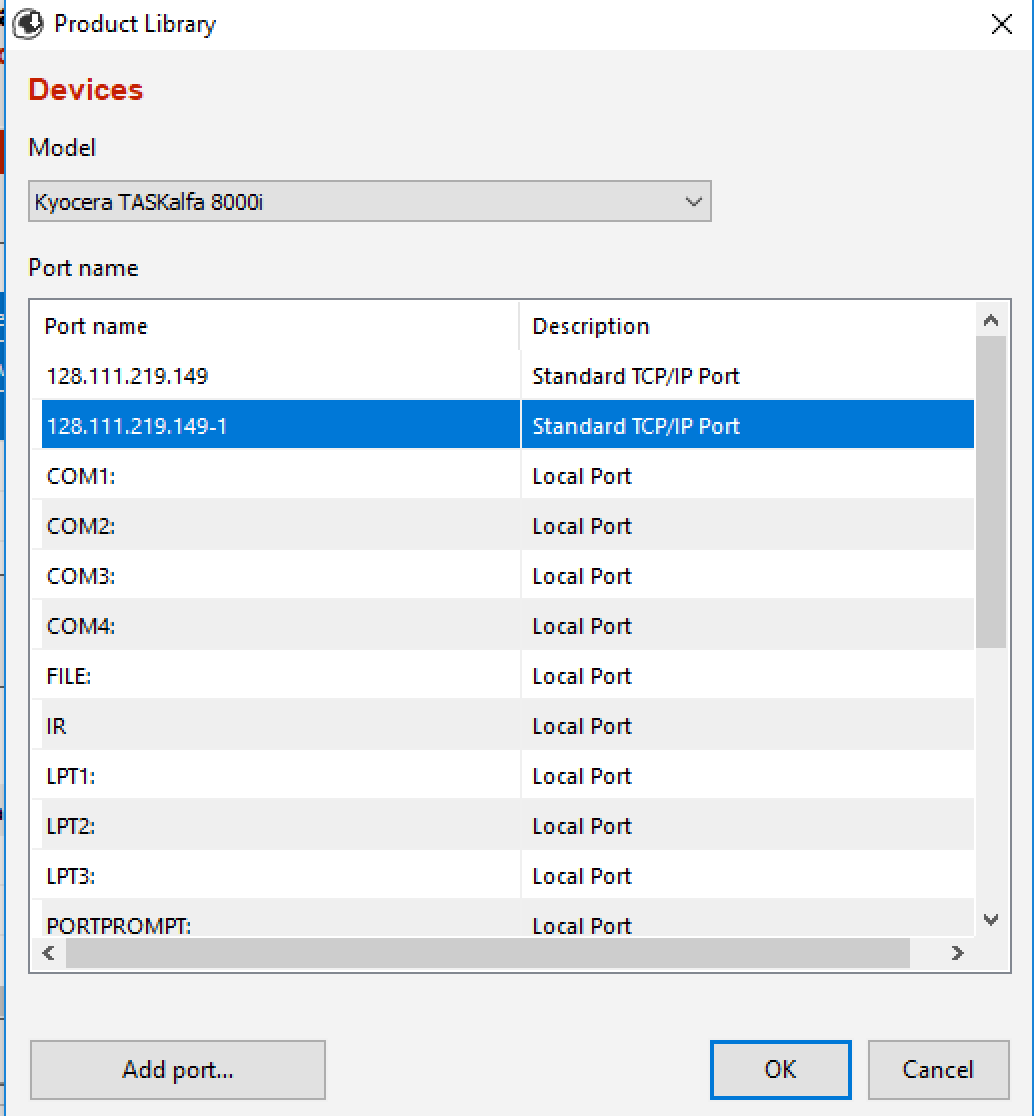 Product Library
Devices
Model
Kyocera TASKalfa 8000i
Port name
Port name Description
128.111.219.149 Standard TCP/IP Port
128.111.219.149-1 Standard TCP/IP Port
COM1: Local Port
COM2: Local Port
COM3: Local Port
COM4: Local Port
FILE: Local Port
IR Local Port
LPT1: Local Port
LPT2: Local Port
LPT3: Local Port
PORTPROMPT: Local Port
Add port... OK Cancel